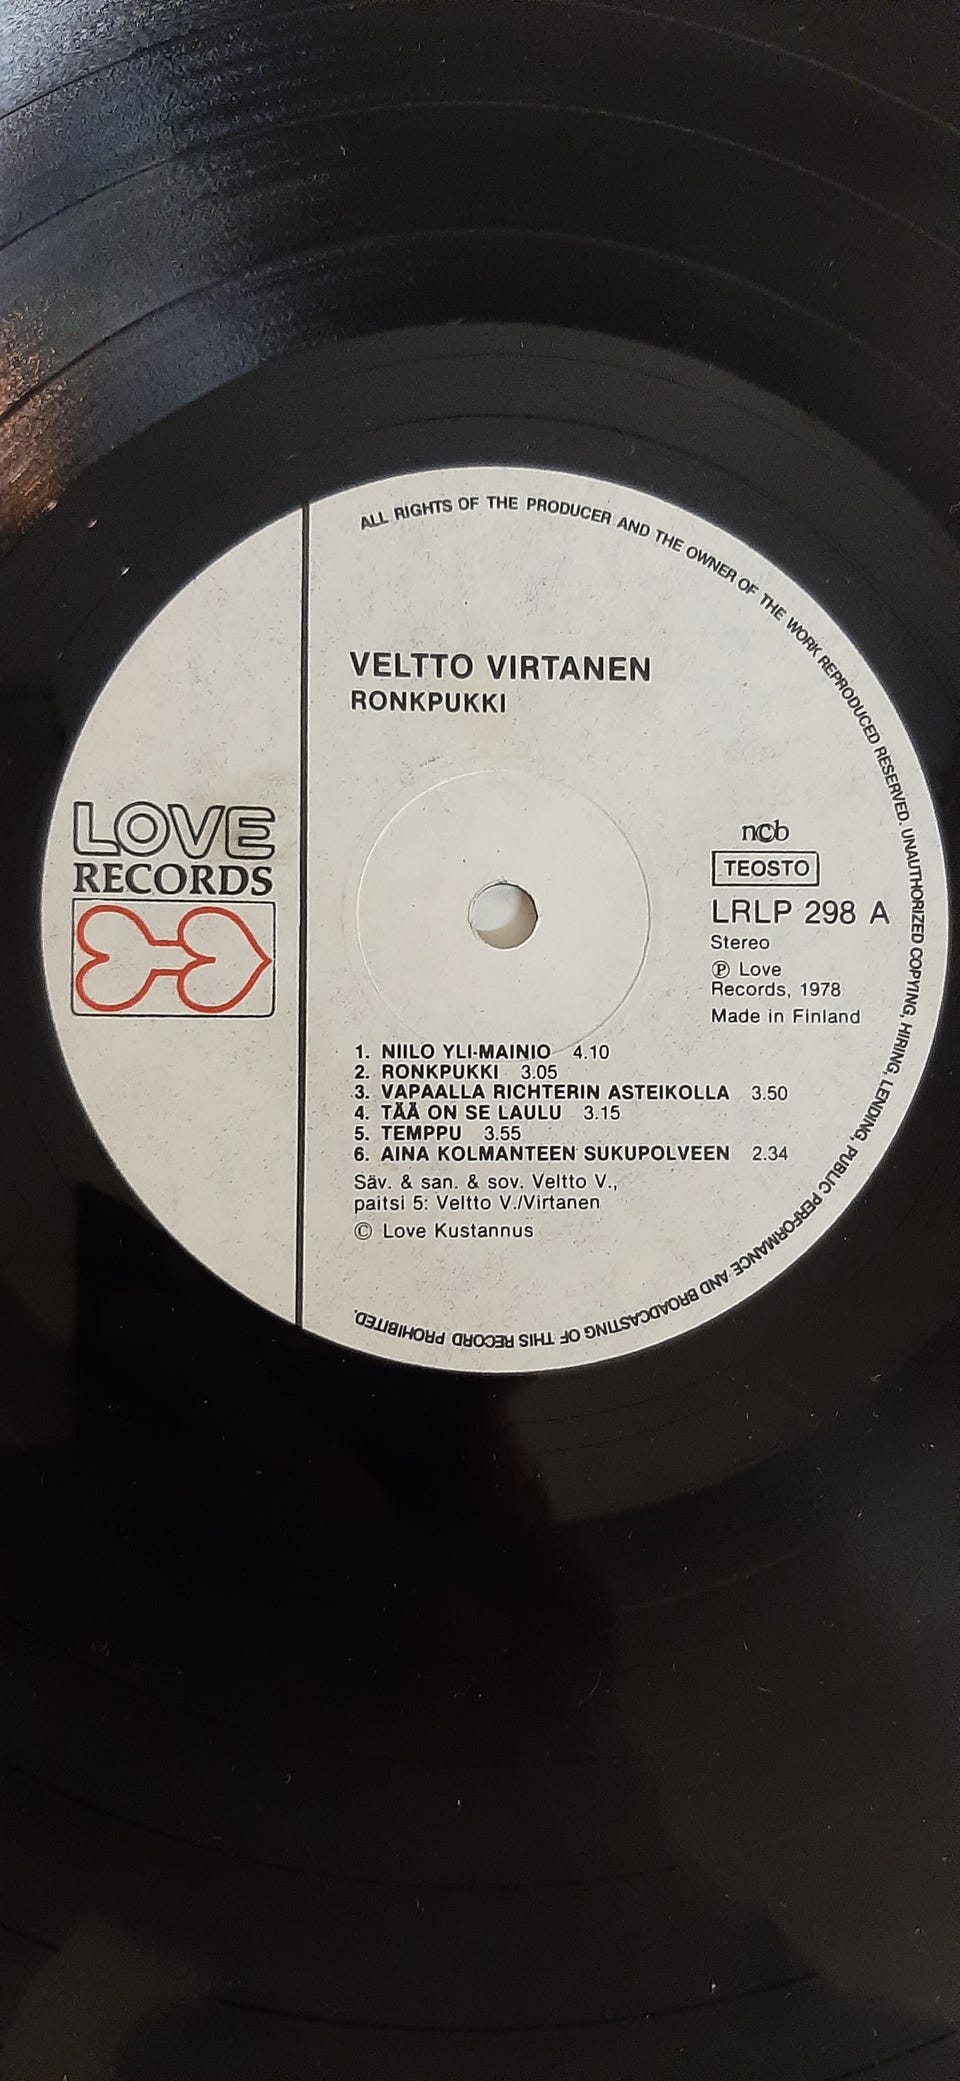 ALL RIGHTS OF THE PRODUCER AND THE OWNER OF THE WORK REPRODUCED RESERVED. UNAUTHORIZED COPYING, HIRING, LENDING, PUBLIC PERFORMANCE AND BROADCASTING OF THIS RECORD PROHIBITED.
VELTTO VIRTANEN
RONKPUKKI
LOVE
RECORDS
ncb
TEOSTO
LRLP 298 A
Stereo
Ⓟ Love
Records, 1978
Made in Finland
1. NIILO YLI-MAINIO 4.10
2. RONKPUKKI 3.05
3. VAPAALLA RICHTERIN ASTEIKOLLA 3.50
4. TÄÄ ON SE LAULU 3.15
5. TEMPPU 3.55
6. AINA KOLMANTEEN SUKUPOLVEEN 2.34
Säv. & san. & sov. Veltto V.,
paitsi 5: Veltto V./Virtanen
© Love Kustannus